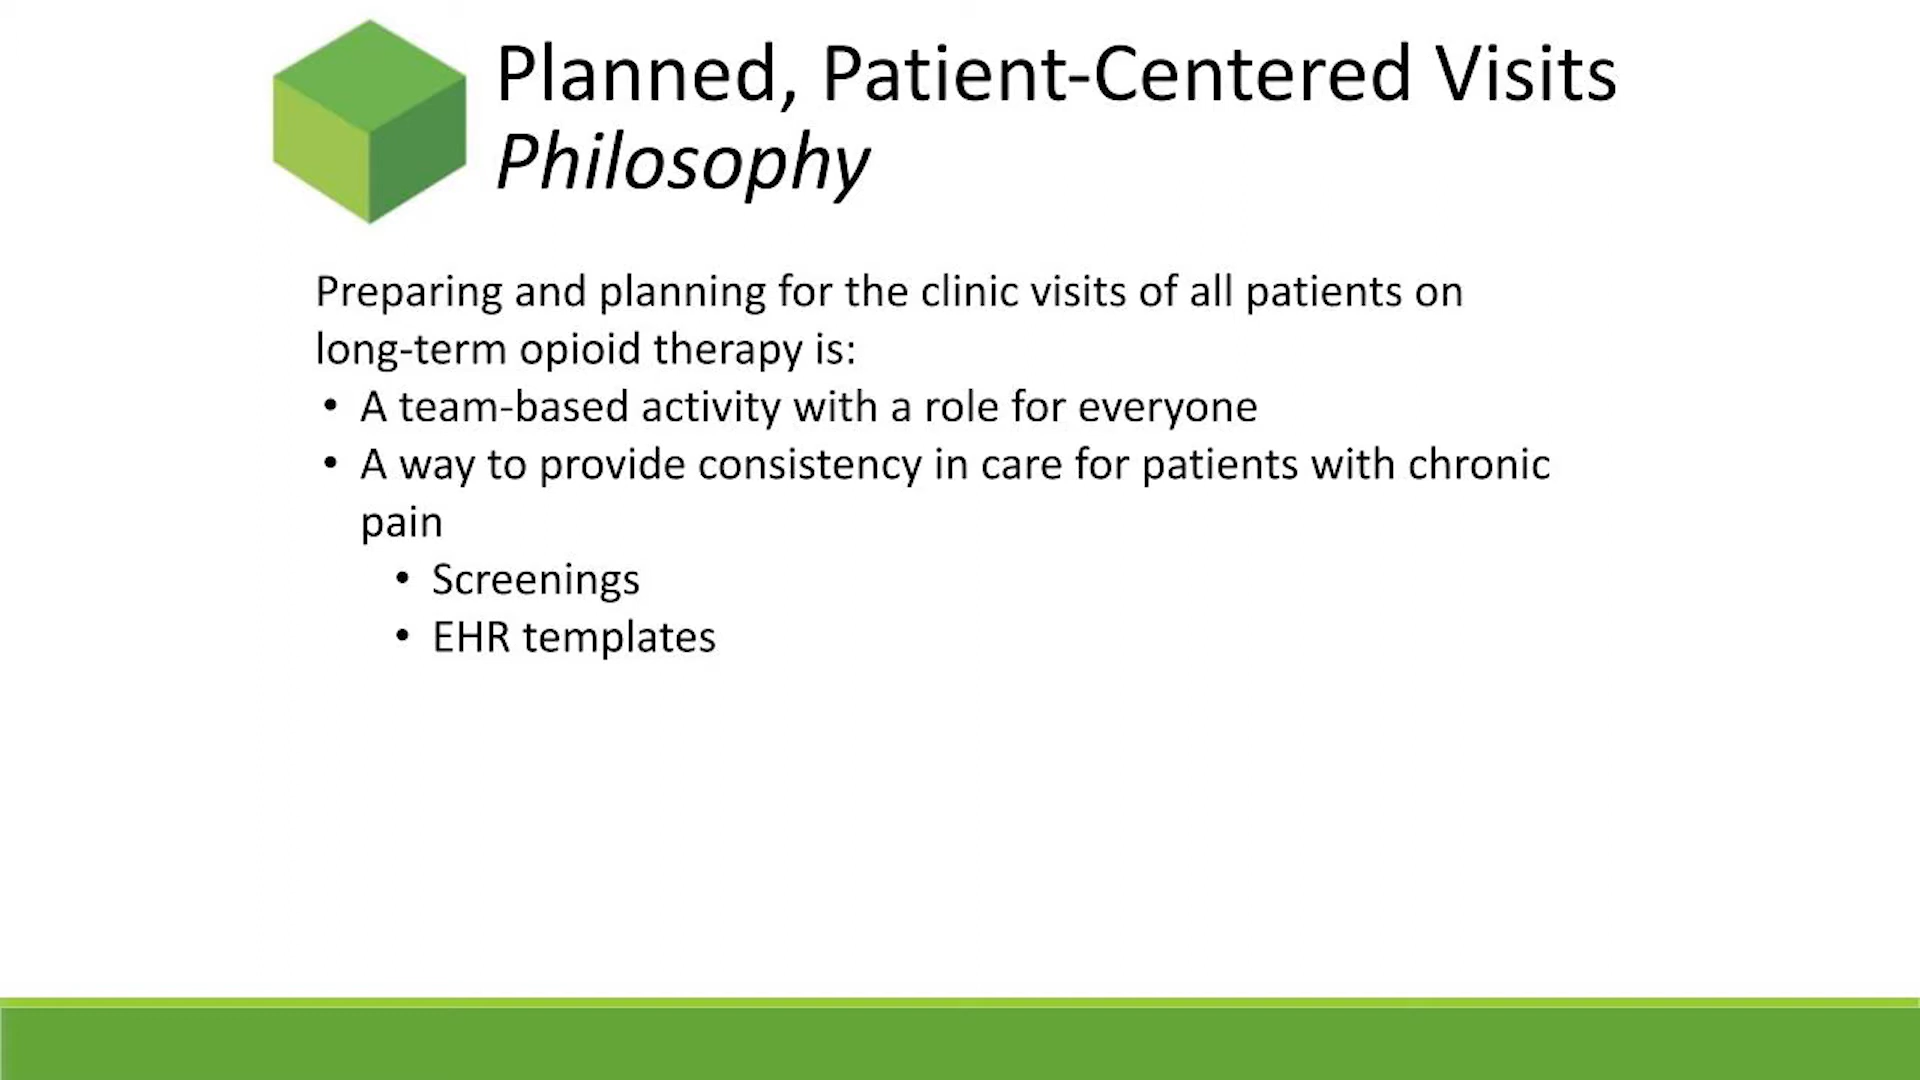 Planned, Patient-Centered Visits
Philosophy
Preparing and planning for the clinic visits of all patients on
long-term opioid therapy is:
• A team-based activity with a role for everyone
• A way to provide consistency in care for patients with chronic
pain
• Screenings
• EHR templates